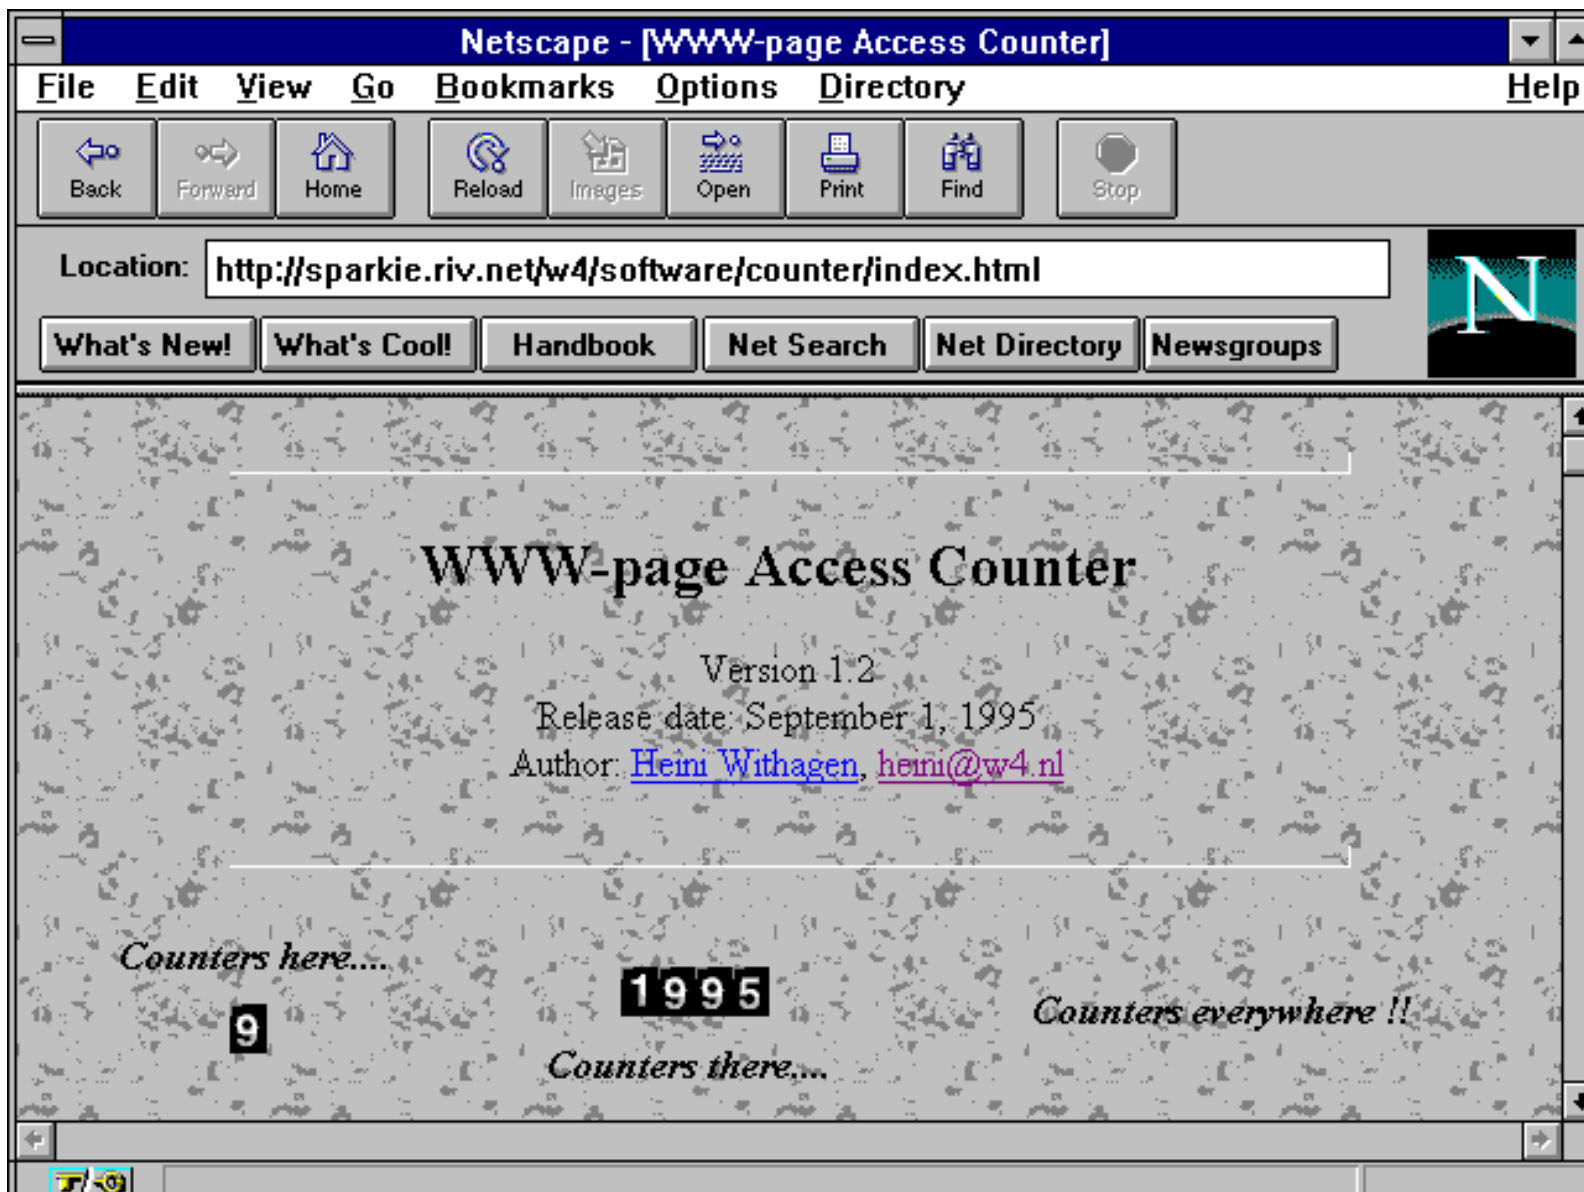 Netscape - [WWW-page Access Counter]
File Edit View Go Bookmarks Options Directory Help
Back Forward Home Reload Images Open Print Find Stop
Location: http://sparkie.riv.net/w4/software/counter/index.html
N
What's New! What's Cool! Handbook Net Search Net Directory Newsgroups
WWW-page Access Counter
Version 1.2
Release date: September 1, 1995
Author: Heini Withagen, heini@w4.nl
Counters here....
9
1995
Counters there....
Counters everywhere !!